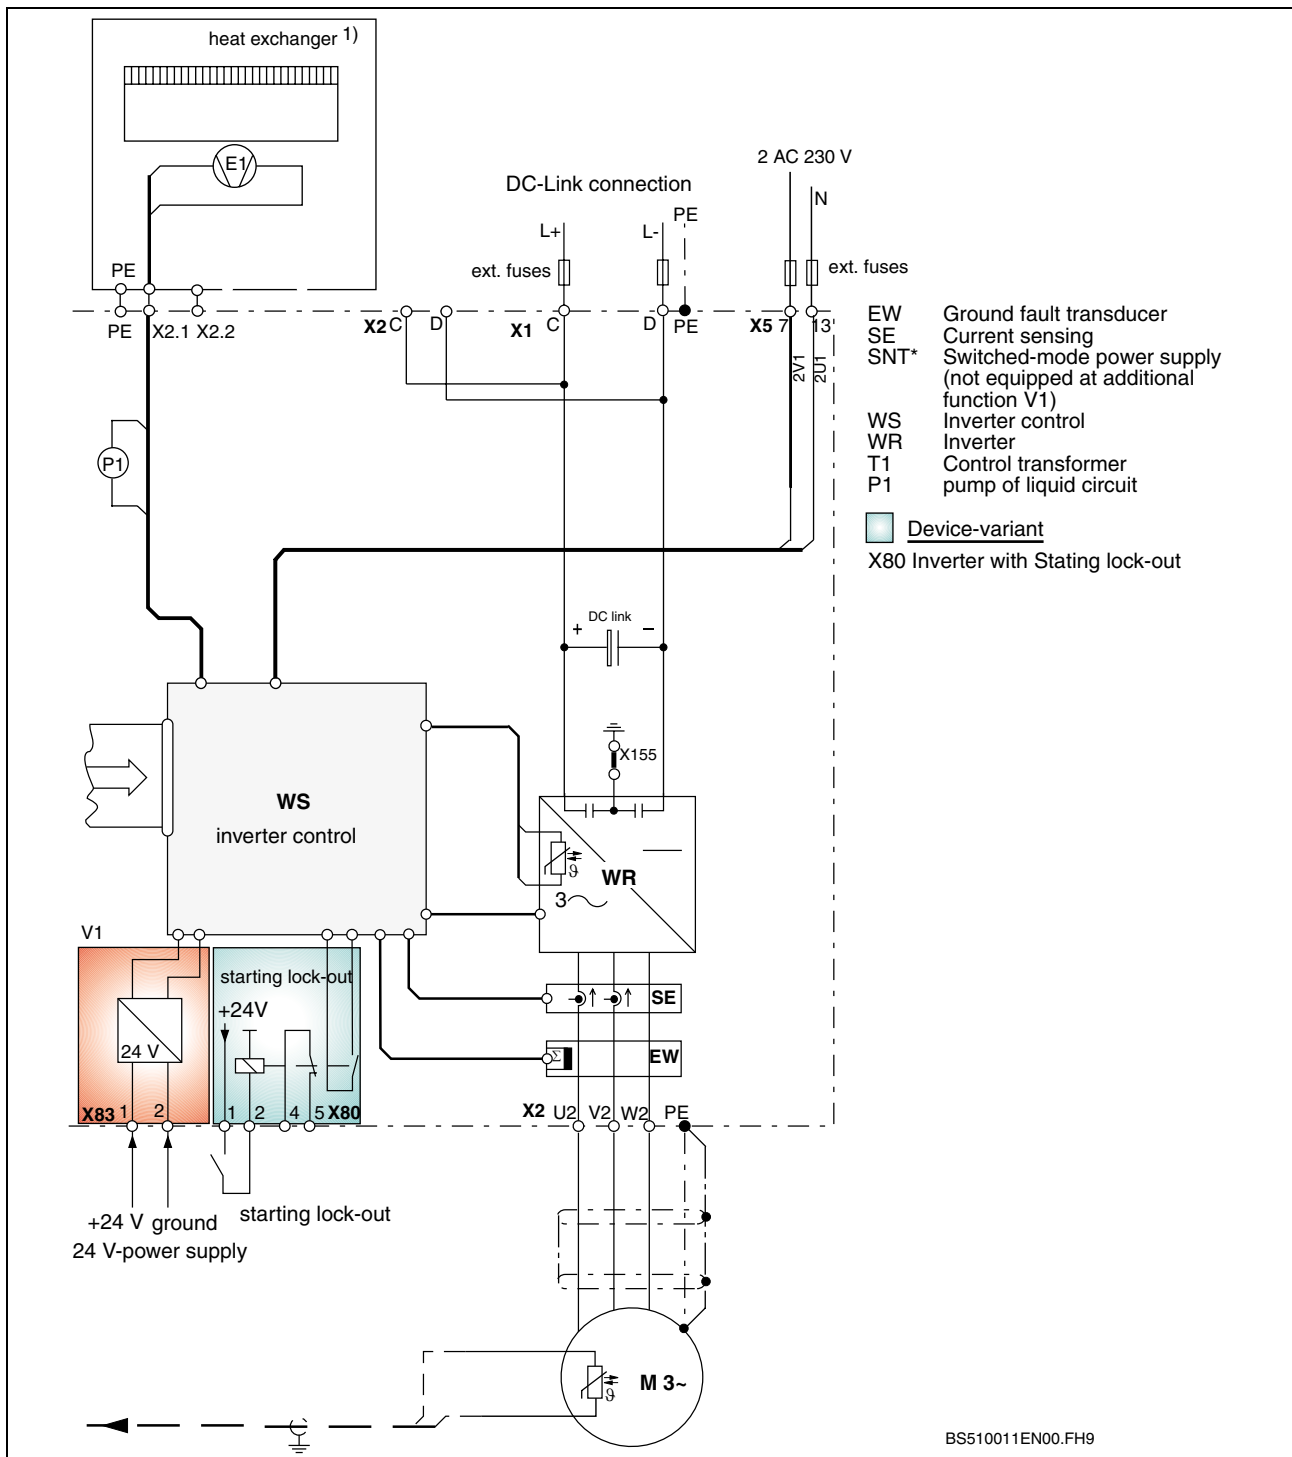 heat exchanger 1)
E1
2 AC 230 V
DC-Link connection
N
PE
L+
L-
ext. fuses
ext. fuses
PE
PE
X2.1
X2.2
X2
C
D
X1
C
D
PE
X5
7
13
2V1
2U1
EW Ground fault transducer
SE Current sensing
SNT* Switched-mode power supply
(not equipped at additional
function V1)
WS Inverter control
WR Inverter
T1 Control transformer
P1 pump of liquid circuit
Device-variant
X80 Inverter with Stating lock-out
P1
DC link
+
−
X155
WS
inverter control
WR
ϑ
3
V1
starting lock-out
+24V
24 V
SE
Σ
EW
X83
1
2
1
2
4
5
X80
X2
U2
V2
W2
PE
+24 V
ground
starting lock-out
24 V-power supply
M 3~
ϑ
BS510011EN00.FH9